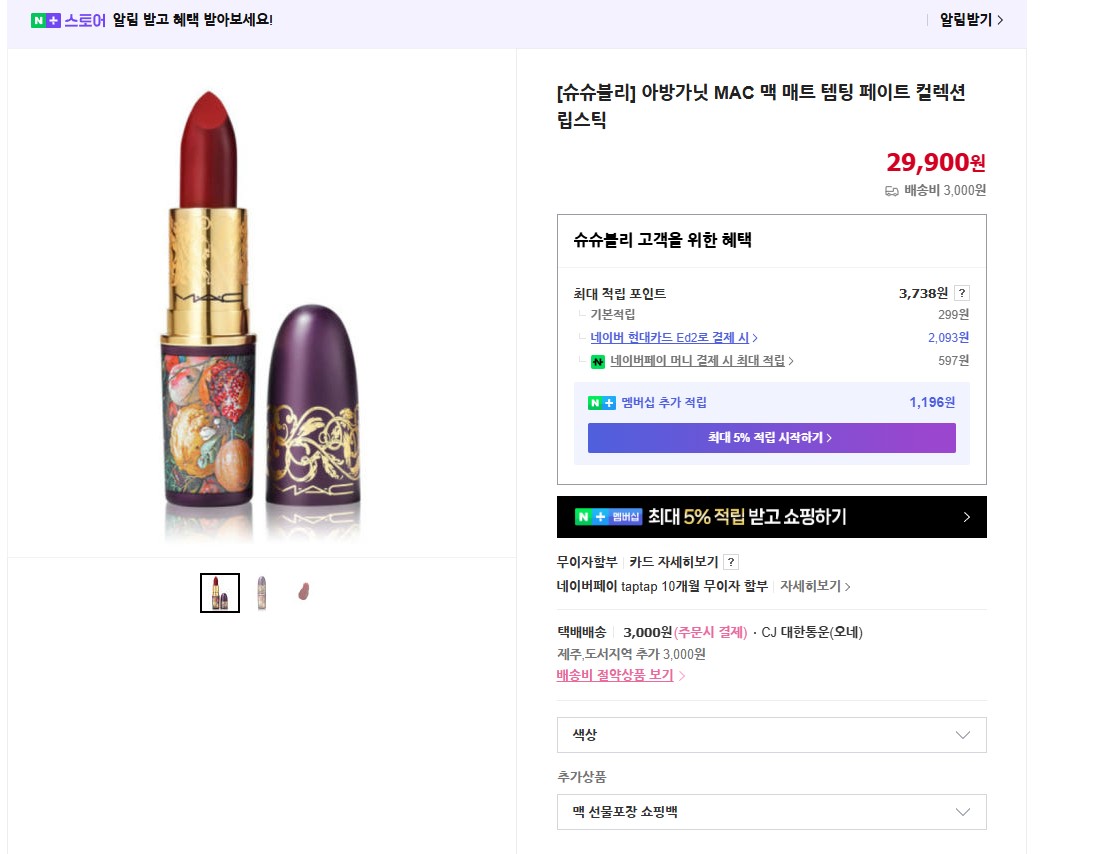 N+ 스토어 알림 받고 혜택 받아보세요!
알림받기
[슈슈블리] 아방가닛 MAC 맥 매트 템팅 페이트 컬렉션
립스틱
29,900원
배송비 3,000원
슈슈블리 고객을 위한 혜택
최대 적립 포인트 3,738원 ?
기본적립 299원
네이버 현대카드 Ed2로 결제 시 2,093원
네이버페이 머니 결제 시 최대 적립 597원
N+ 멤버십 추가 적립 1,196원
최대 5% 적립 시작하기
N+ 멤버십 최대 5% 적립 받고 쇼핑하기
무이자할부 카드 자세히보기 ?
네이버페이 taptap 10개월 무이자 할부 자세히보기
택배배송 3,000원(주문시 결제) · CJ 대한통운(오네)
제주,도서지역 추가 3,000원
배송비 절약상품 보기
색상
추가상품
맥 선물포장 쇼핑백
MAC
MAC